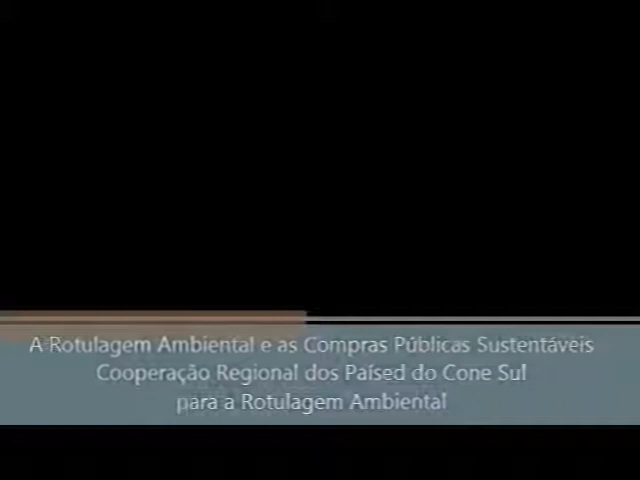 A Rotulagem Ambiental e as Compras Públicas Sustentáveis
Cooperação Regional dos Paísed do Cone Sul
para a Rotulagem Ambiental